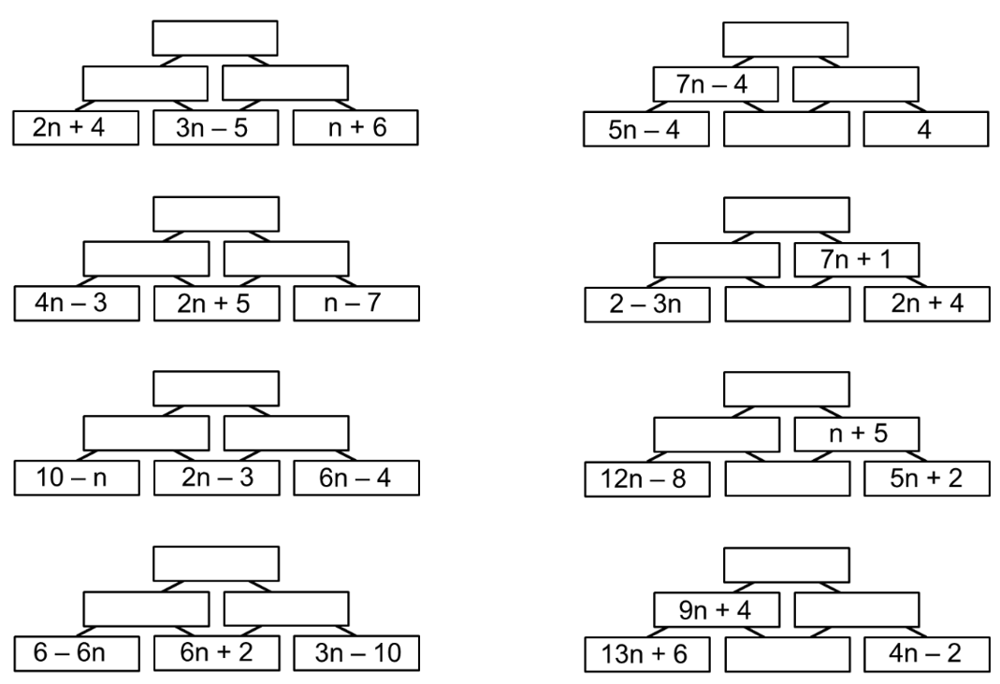 2n + 4 3n – 5 n + 6
7n – 4
5n – 4 4
4n – 3 2n + 5 n – 7
7n + 1
2 – 3n 2n + 4
10 – n 2n – 3 6n – 4
n + 5
12n – 8 5n + 2
6 – 6n 6n + 2 3n – 10
9n + 4
13n + 6 4n – 2